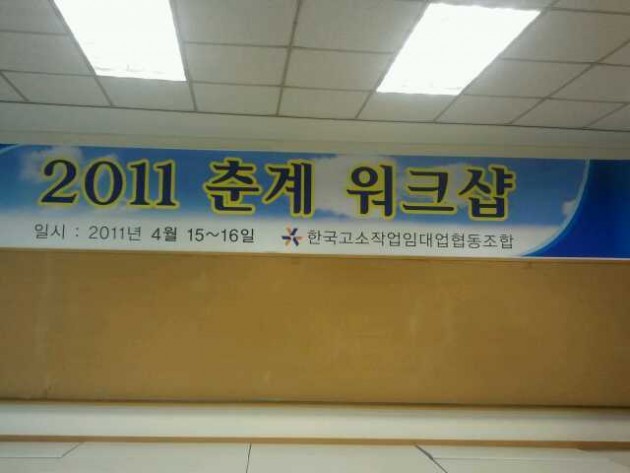 2011 춘계 워크샵
일시 : 2011년 4월 15~16일 한국고소작업임대업협동조합